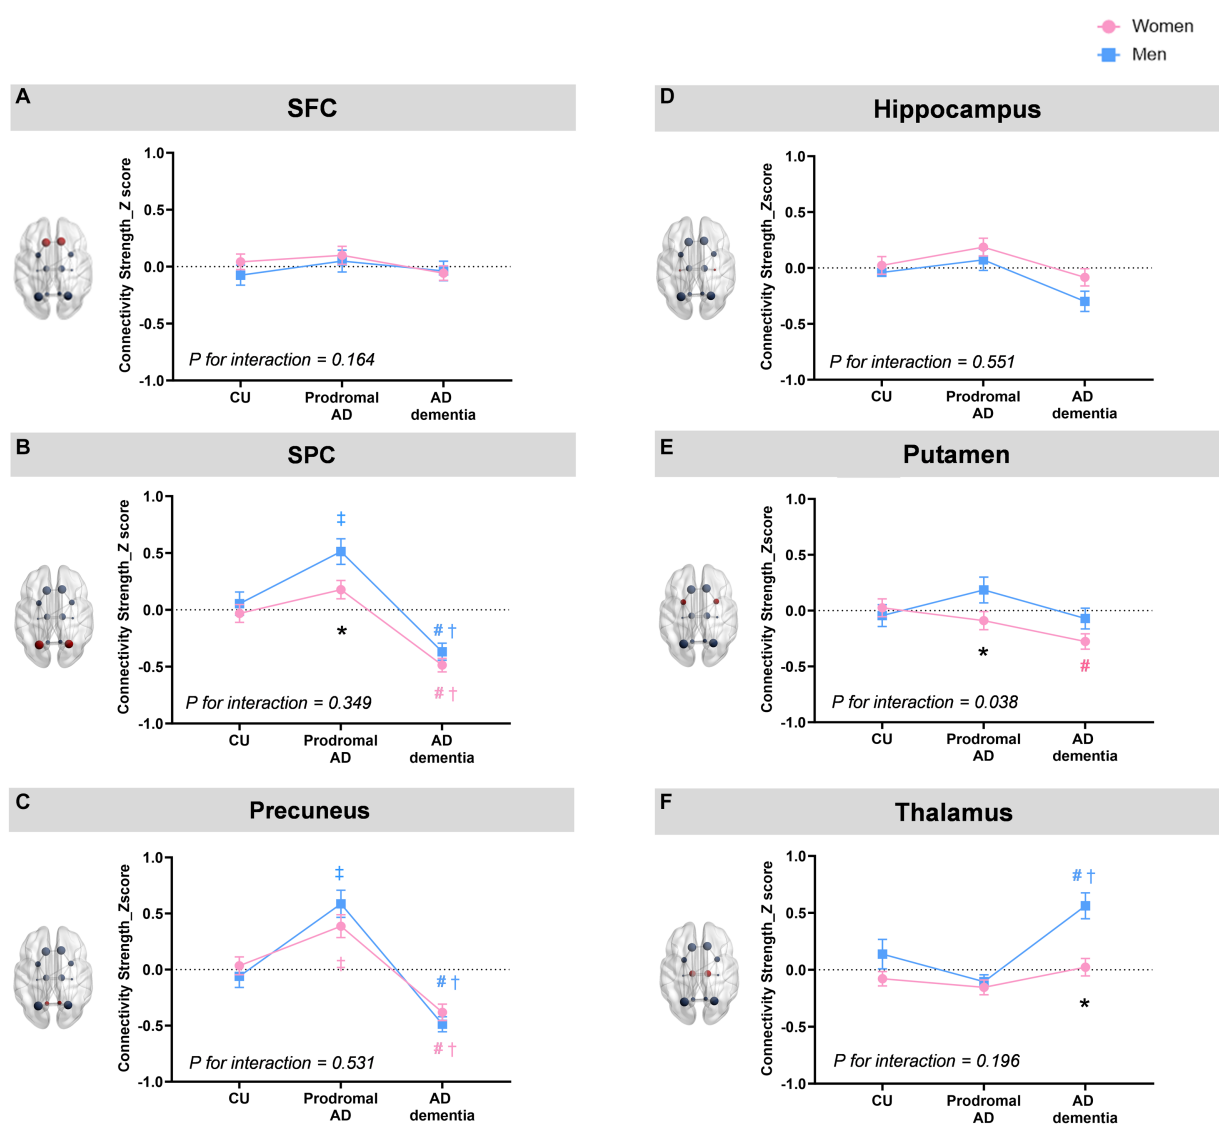 Women
Men
A
SFC
Connectivity Strength_Z score
1.0
0.5
0.0
-0.5
-1.0
P for interaction = 0.164
CU
Prodromal
AD
AD
dementia
B
SPC
Connectivity Strength_Z score
1.0
0.5
0.0
-0.5
-1.0
‡
*
# †
# †
P for interaction = 0.349
CU
Prodromal
AD
AD
dementia
C
Precuneus
Connectivity Strength_Zscore
1.0
0.5
0.0
-0.5
-1.0
‡
‡
# †
# †
P for interaction = 0.531
CU
Prodromal
AD
AD
dementia
D
Hippocampus
Connectivity Strength_Zscore
1.0
0.5
0.0
-0.5
-1.0
P for interaction = 0.551
CU
Prodromal
AD
AD
dementia
E
Putamen
Connectivity Strength_Zscore
1.0
0.5
0.0
-0.5
-1.0
*
#
P for interaction = 0.038
CU
Prodromal
AD
AD
dementia
F
Thalamus
Connectivity Strength_Z score
1.0
0.5
0.0
-0.5
-1.0
# †
*
P for interaction = 0.196
CU
Prodromal
AD
AD
dementia